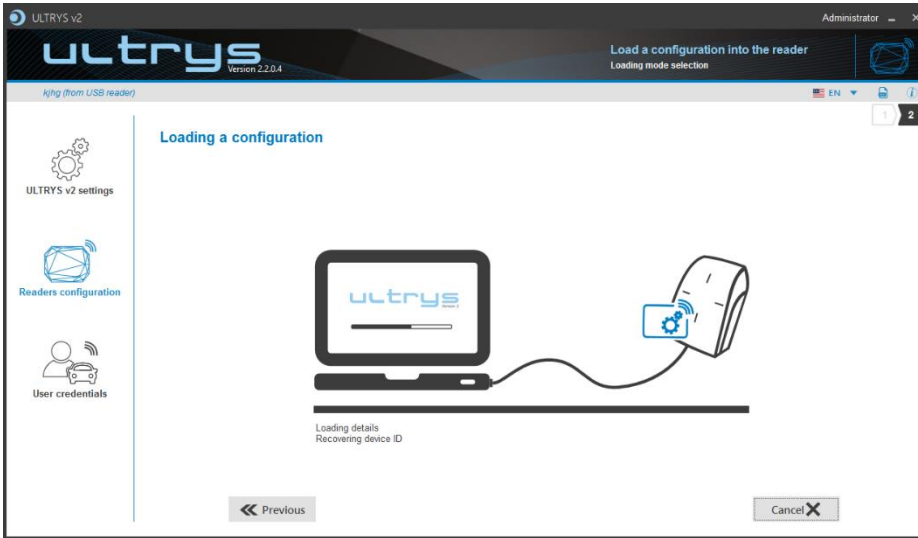 ULTRYS v2
Administrator
ultrys
Version 2.2.0.4
Load a configuration into the reader
Loading mode selection
kjhg (from USB reader)
EN
1
2
Loading a configuration
ULTRYS v2 settings
Readers configuration
User credentials
ultrys
Loading details
Recovering device ID
Previous
Cancel